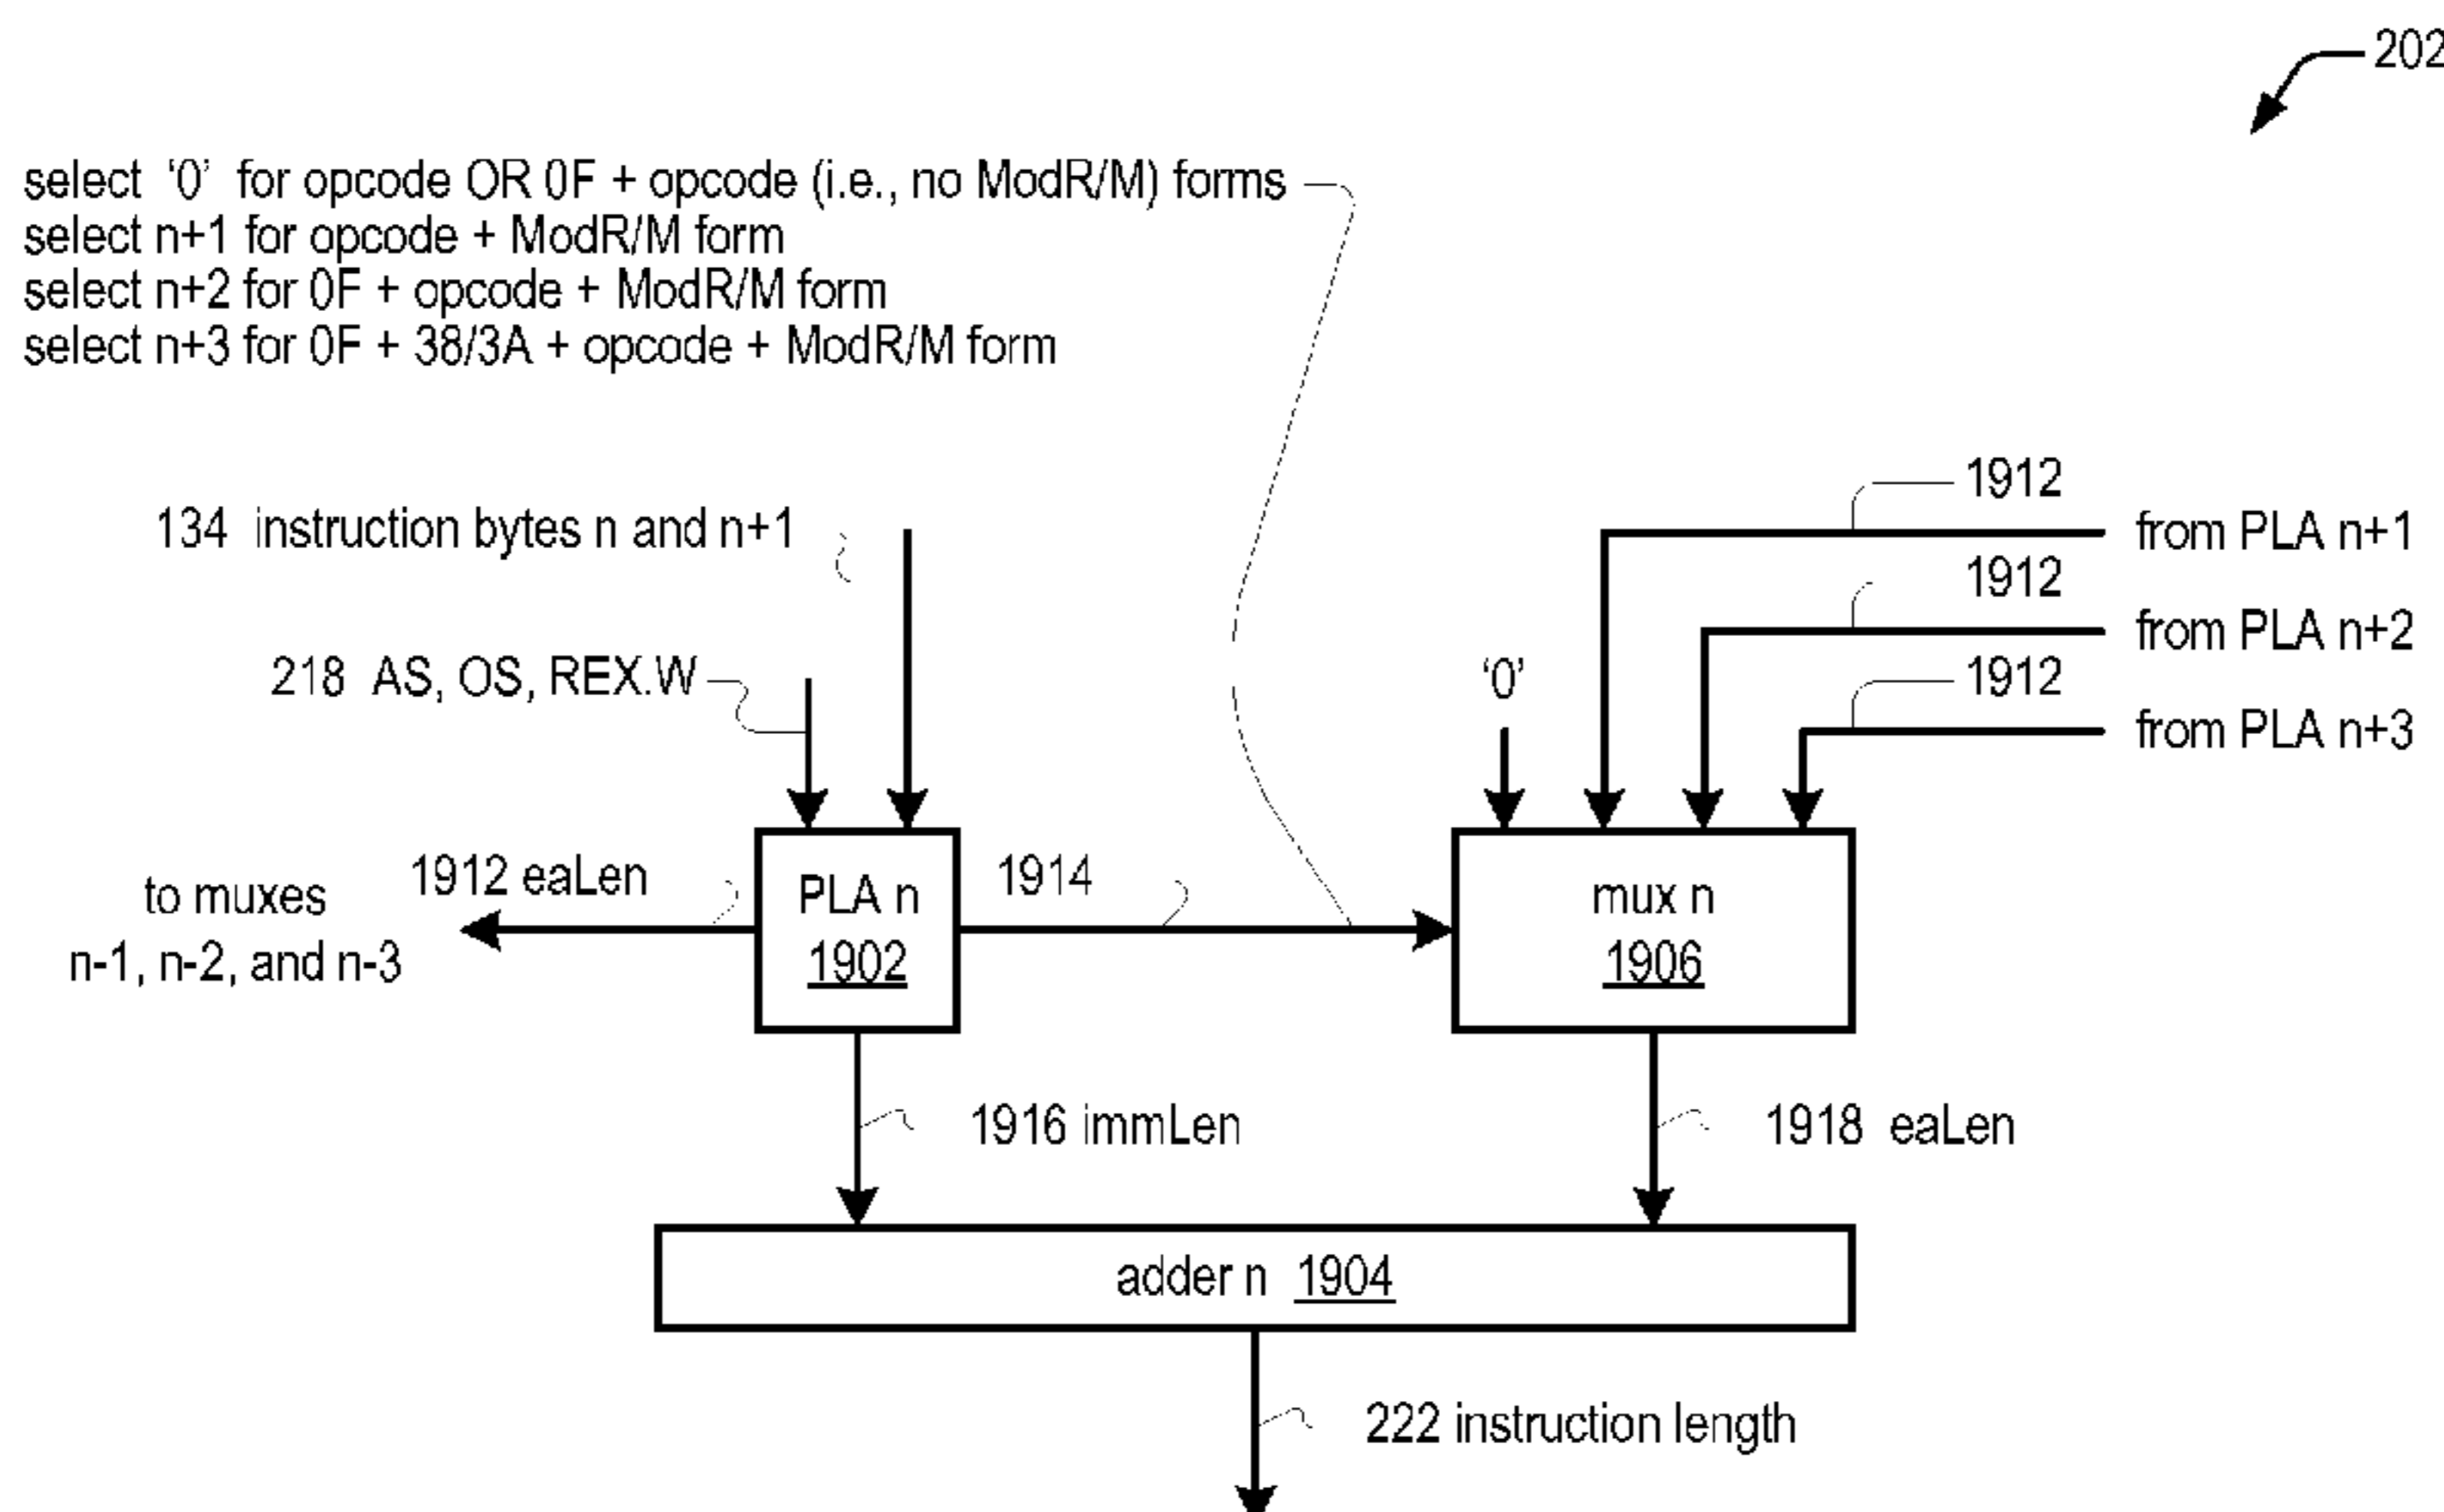 202
select ‘0’ for opcode OR 0F + opcode (i.e., no ModR/M) forms
select n+1 for opcode + ModR/M form
select n+2 for 0F + opcode + ModR/M form
select n+3 for 0F + 38/3A + opcode + ModR/M form
1912
134 instruction bytes n and n+1
from PLA n+1
1912
from PLA n+2
218 AS, OS, REX.W
‘0’
1912
from PLA n+3
to muxes
n-1, n-2, and n-3
1912 eaLen
PLA n
1902
1914
mux n
1906
1916 immLen
1918 eaLen
adder n 1904
222 instruction length